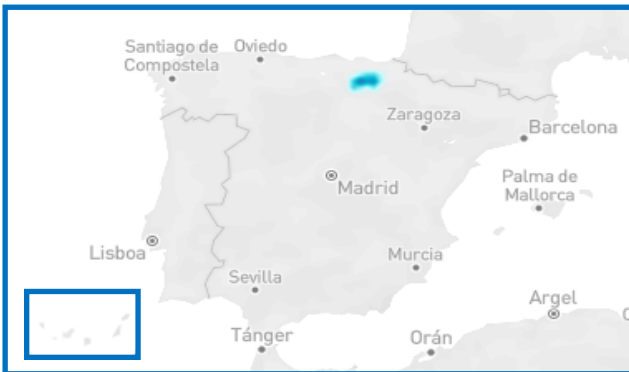 Santiago de
Compostela
Oviedo
Zaragoza
Barcelona
Madrid
Palma de
Mallorca
Lisboa
Murcia
Sevilla
Argel
Tánger
Orán